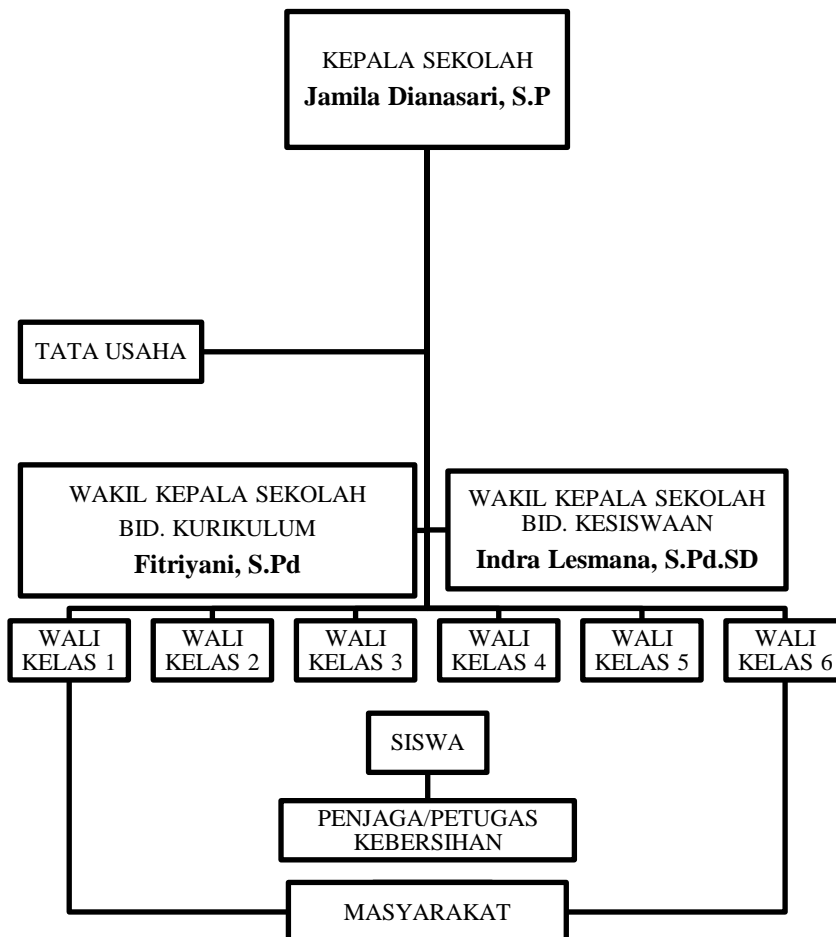 KEPALA SEKOLAH
Jamila Dianasari, S.P
TATA USAHA
WAKIL KEPALA SEKOLAH
BID. KURIKULUM
Fitriyani, S.Pd
WAKIL KEPALA SEKOLAH
BID. KESISWAAN
Indra Lesmana, S.Pd.SD
WALI
KELAS 1
WALI
KELAS 2
WALI
KELAS 3
WALI
KELAS 4
WALI
KELAS 5
WALI
KELAS 6
SISWA
PENJAGA/PETUGAS
KEBERSIHAN
MASYARAKAT